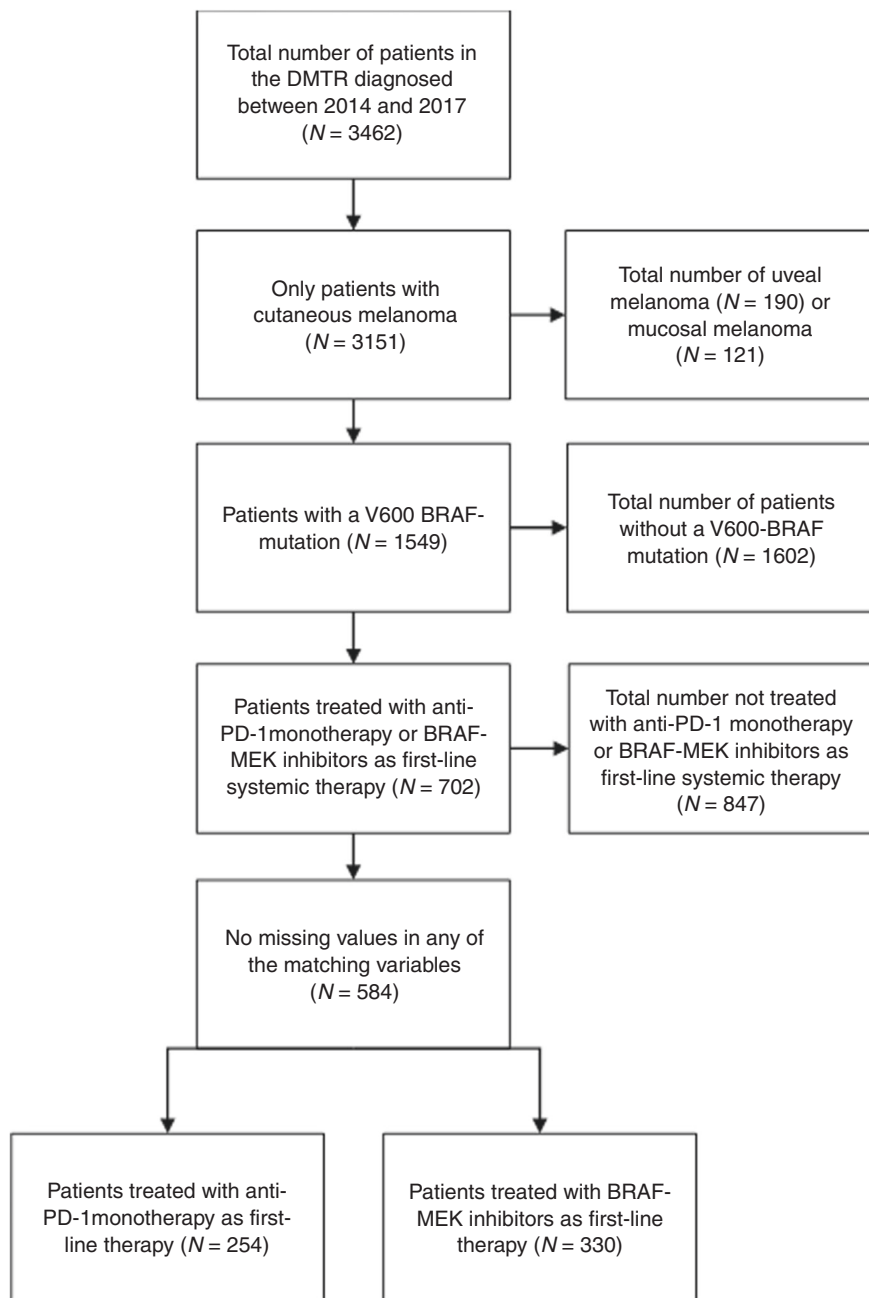 Total number of patients in
the DMTR diagnosed
between 2014 and 2017
(N = 3462)
Only patients with
cutaneous melanoma
(N = 3151)
Total number of uveal
melanoma (N = 190) or
mucosal melanoma
(N = 121)
Patients with a V600 BRAF-
mutation (N = 1549)
Total number of patients
without a V600-BRAF
mutation (N = 1602)
Patients treated with anti-
PD-1monotherapy or BRAF-
MEK inhibitors as first-line
systemic therapy (N = 702)
Total number not treated
with anti-PD-1 monotherapy
or BRAF-MEK inhibitors as
first-line systemic therapy
(N = 847)
No missing values in any of
the matching variables
(N = 584)
Patients treated with anti-
PD-1monotherapy as first-
line therapy (N = 254)
Patients treated with BRAF-
MEK inhibitors as first-line
therapy (N = 330)